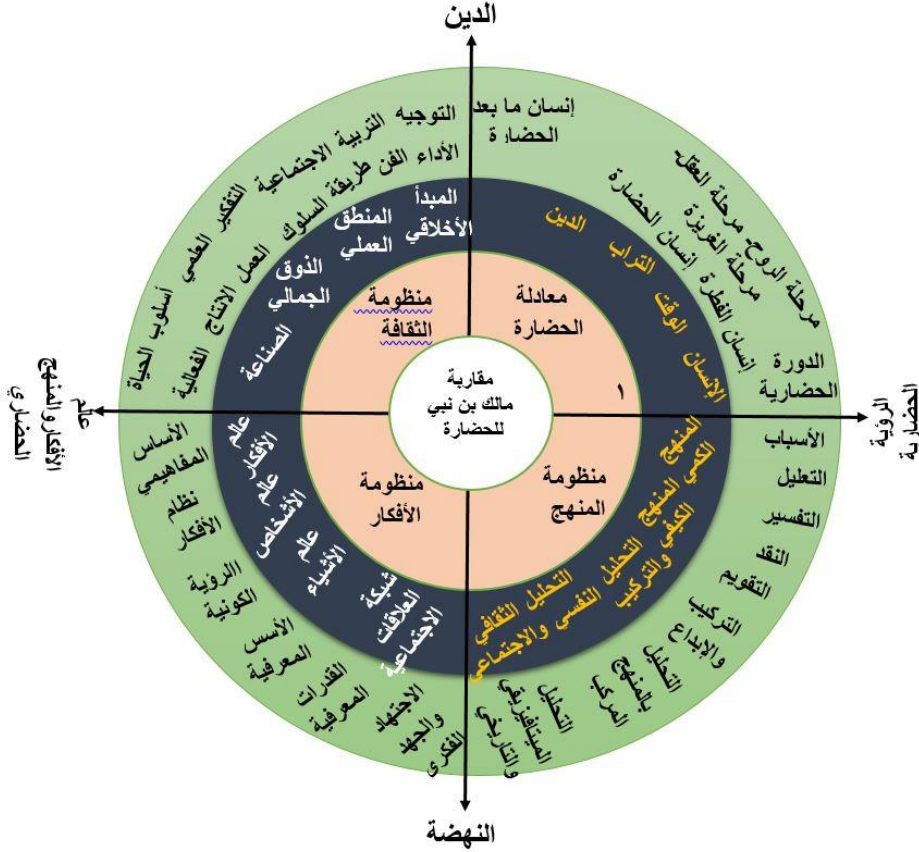 الدين
إنسان ما بعد
الحضارة
مرحلة الروح- مرحلة العقل-
مرحلة الغريزة
إنسان الفطرة إنسان الحضارة
الدورة
الحضارية
التوجيه التربية الاجتماعية التفكير العلمي أسلوب الحياة
الأداء الفن طريقة السلوك العمل الانتاج الفعالية
المبدأ
الأخلاقي
المنطق
العملي
الذوق
الجمالي
الصناعة
الدين
التراب
الوقت
الإنسان
منظومة
الثقافة
معادلة
الحضارة
١
مقاربة
مالك بن نبي
للحضارة
عالم
الأفكار والمنهج
الحضاري
الرؤية
الحضارية
منظومة
الأفكار
منظومة
المنهج
عالم
الأفكار
عالم
الأشخاص
عالم
الأشياء
شبكة
العلاقات
الاجتماعية
المنهج
الكمي المنهج
الكيفي والتركيب
التحليل النفسي والاجتماعي
التحليل الثقافي
الأساس
المفاهيمي
نظام
الأفكار
االرؤية
الكونية
الأسس
المعرفية
القدرات
المعرفية
الاجتهاد
والجهد
الفكري
الأسباب
التعليل
التفسير
النقد
التقويم
التركيب
والإبداع
التحليل
بالمنهج
المركب
التحليل
الميتافيزيقي
والتاريخي
النهضة